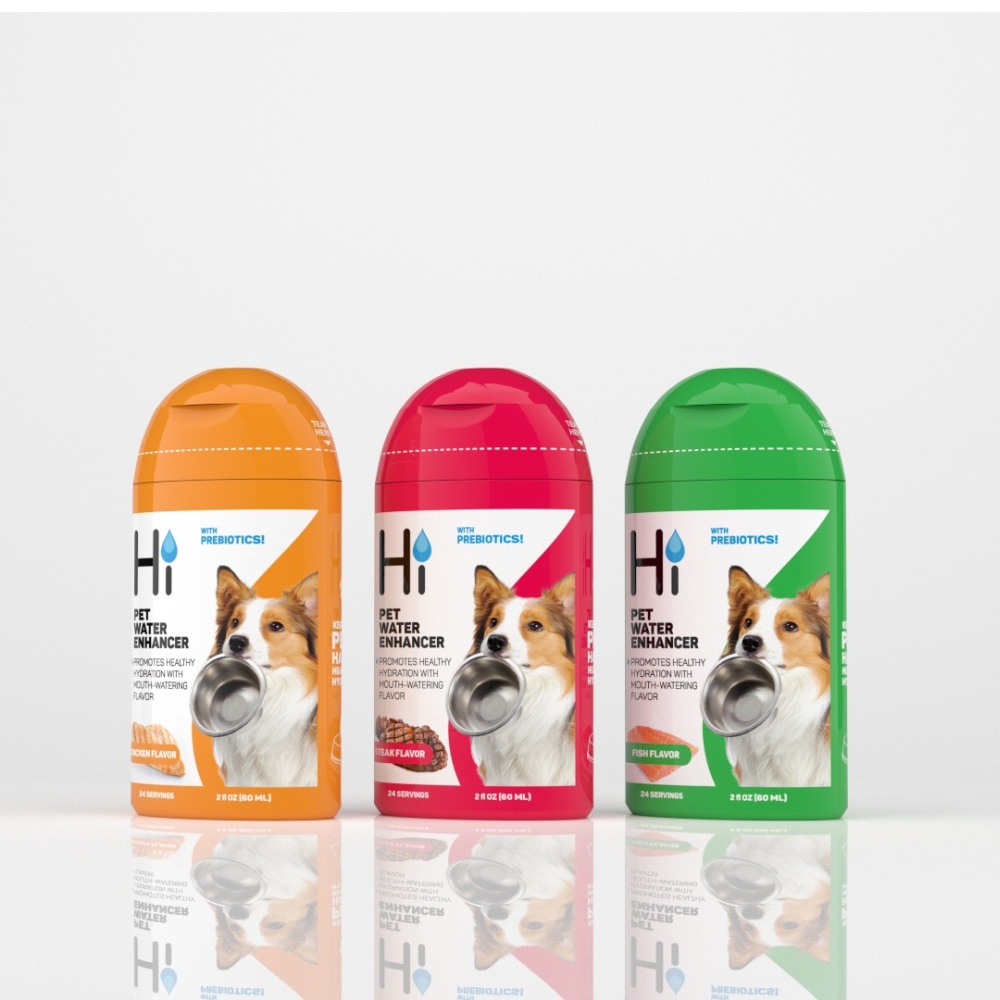 Hi
WITH
PREBIOTICS!
PET
WATER
ENHANCER
PROMOTES HEALTHY
HYDRATION WITH
MOUTH-WATERING
FLAVOR
ICKEN FLAVOR
24 SERVINGS
2 fl OZ (60 ML)
Hi
WITH
PREBIOTICS!
PET
WATER
ENHANCER
PROMOTES HEALTHY
HYDRATION WITH
MOUTH-WATERING
FLAVOR
STEAK FLAVOR
24 SERVINGS
2 fl OZ (60 ML)
Hi
WITH
PREBIOTICS!
PET
WATER
ENHANCER
PROMOTES HEALTHY
HYDRATION WITH
MOUTH-WATERING
FLAVOR
FISH FLAVOR
24 SERVINGS
2 fl OZ (60 ML)